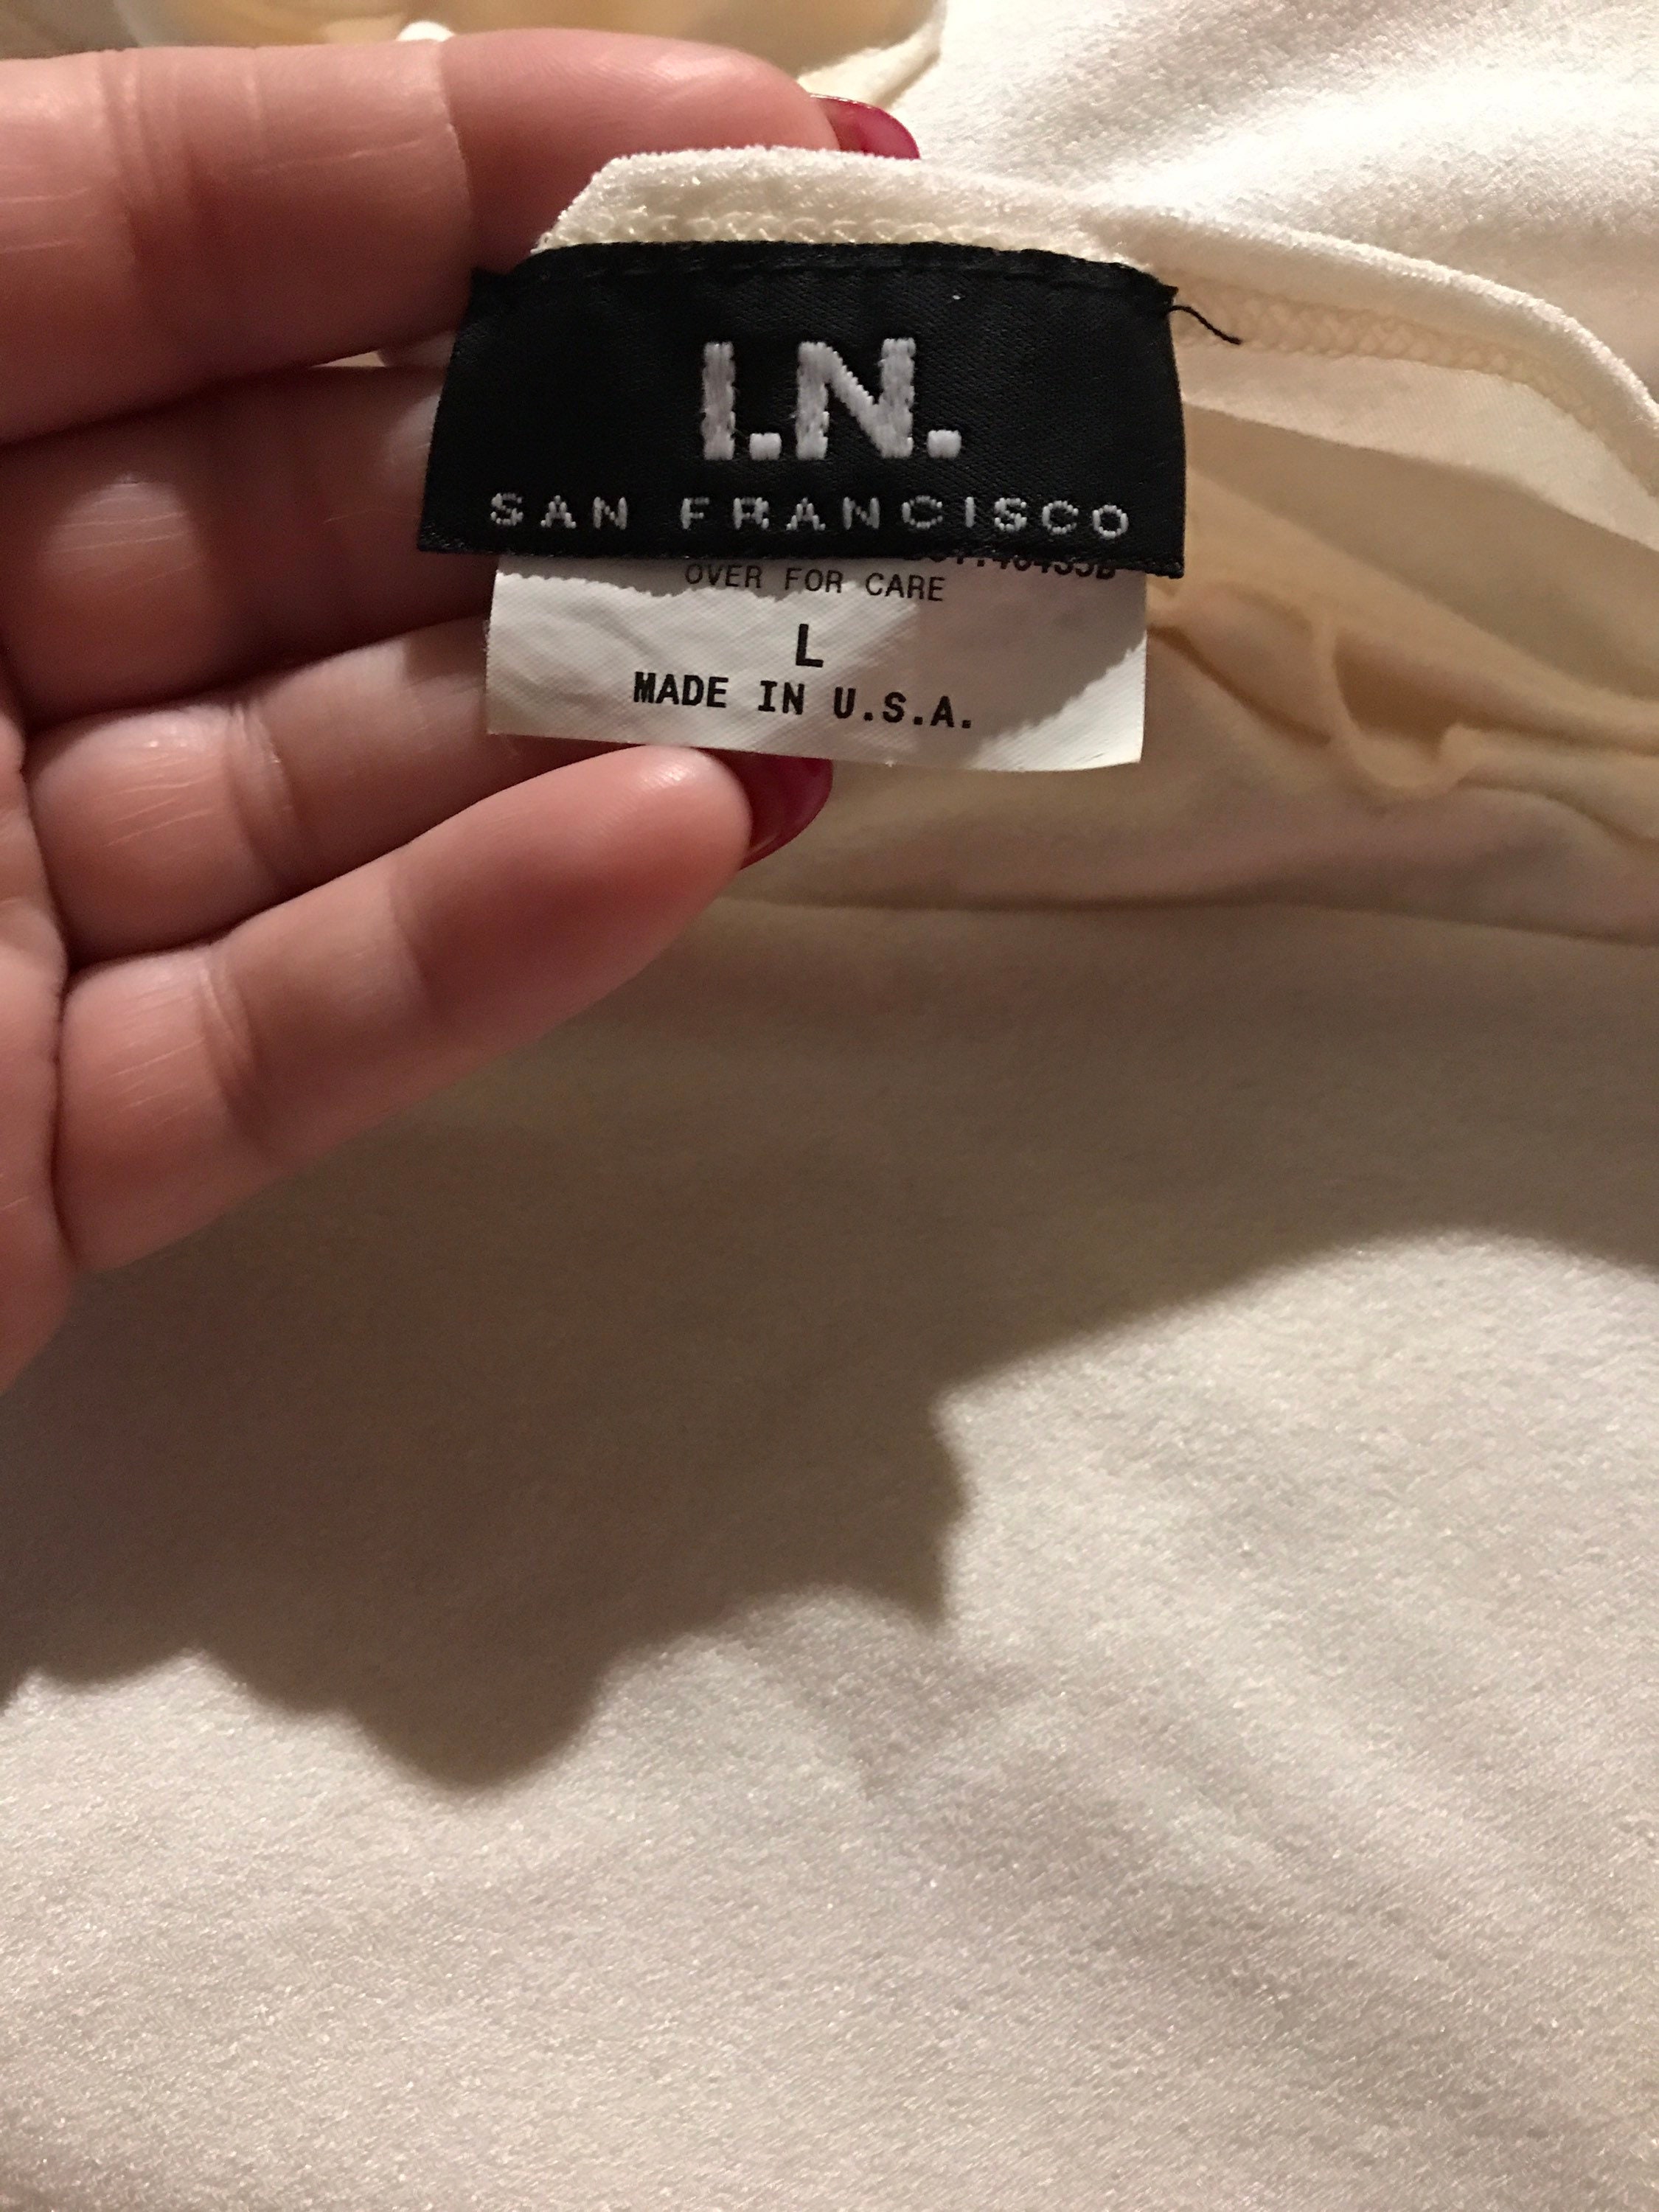 I.N.
SAN FRANCISCO
OVER FOR CARE
L
MADE IN U.S.A.